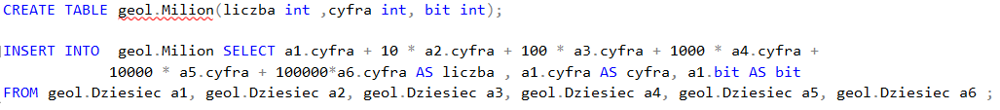 CREATE TABLE geol.Milion(liczba int ,cyfra int, bit int);
INSERT INTO  geol.Milion SELECT a1.cyfra + 10 * a2.cyfra + 100 * a3.cyfra + 1000 * a4.cyfra +
10000 * a5.cyfra + 100000*a6.cyfra AS liczba , a1.cyfra AS cyfra, a1.bit AS bit
FROM geol.Dziesiec a1, geol.Dziesiec a2, geol.Dziesiec a3, geol.Dziesiec a4, geol.Dziesiec a5, geol.Dziesiec a6 ;